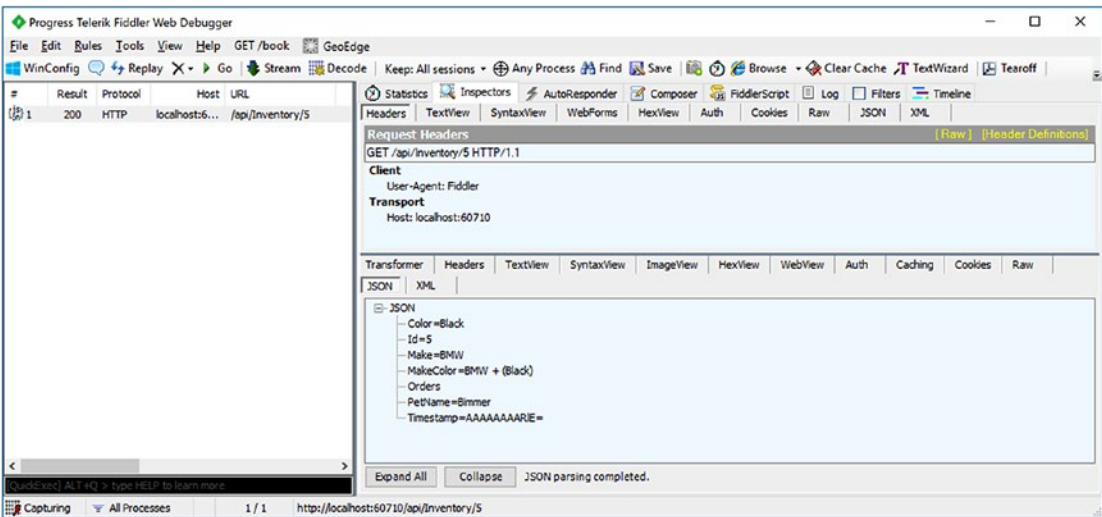 Progress Telerik Fiddler Web Debugger
File Edit Rules Tools View Help GET /book GeoEdge
WinConfig Replay Go Stream Decode Keep: All sessions Any Process Find Save Browse Clear Cache TextWizard Tearoff
# Result Protocol Host URL
1 200 HTTP localhost:6... /api/Inventory/5
Statistics Inspectors AutoResponder Composer FiddlerScript Log Filters Timeline
Headers TextView SyntaxView WebForms HexView Auth Cookies Raw JSON XML
Request Headers [Raw] [Header Definitions]
GET /api/Inventory/5 HTTP/1.1
Client
User-Agent: Fiddler
Transport
Host: localhost:60710
Transformer Headers TextView SyntaxView ImageView HexView WebView Auth Caching Cookies Raw
JSON XML
JSON
Color=Black
Id=5
Make=BMW
MakeColor=BMW + (Black)
Orders
PetName=Bimmer
Timestamp=AAAAAAAARjE=
Expand All Collapse JSON parsing completed.
[QuickExec] ALT+Q > type HELP to learn more
Capturing All Processes 1 / 1 http://localhost:60710/api/Inventory/5